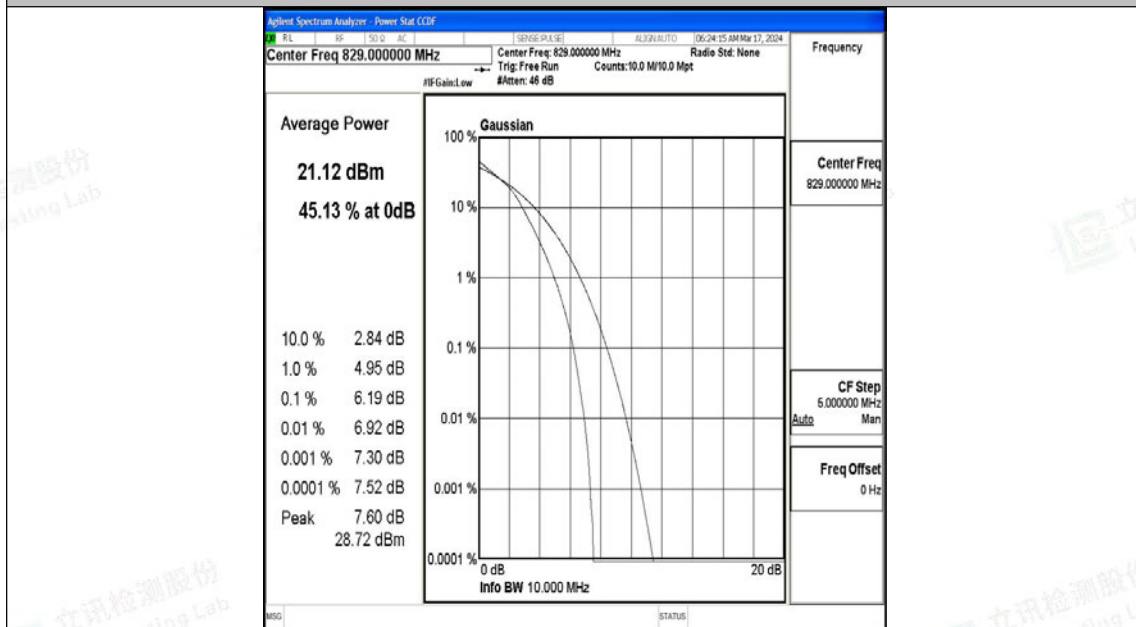 Agilent Spectrum Analyzer - Power Stat CCDF
RL RF 50 Ω AC SENSE:PULSE ALIGN AUTO 06:24:15 AM Mar 17, 2024
Center Freq 829.000000 MHz
Center Freq: 829.000000 MHz Radio Std: None
Trig: Free Run Counts:10.0 M/10.0 Mpt
#IFGain:Low #Atten: 46 dB
Frequency
Average Power
21.12 dBm
45.13 % at 0dB
10.0 % 2.84 dB
1.0 % 4.95 dB
0.1 % 6.19 dB
0.01 % 6.92 dB
0.001 % 7.30 dB
0.0001 % 7.52 dB
Peak 7.60 dB
28.72 dBm
Gaussian
100 %
10 %
1 %
0.1 %
0.01 %
0.001 %
0.0001 %
0 dB 20 dB
Info BW 10.000 MHz
Center Freq
829.000000 MHz
CF Step
5.000000 MHz
Auto Man
Freq Offset
0 Hz
MSG STATUS
立讯检测股份